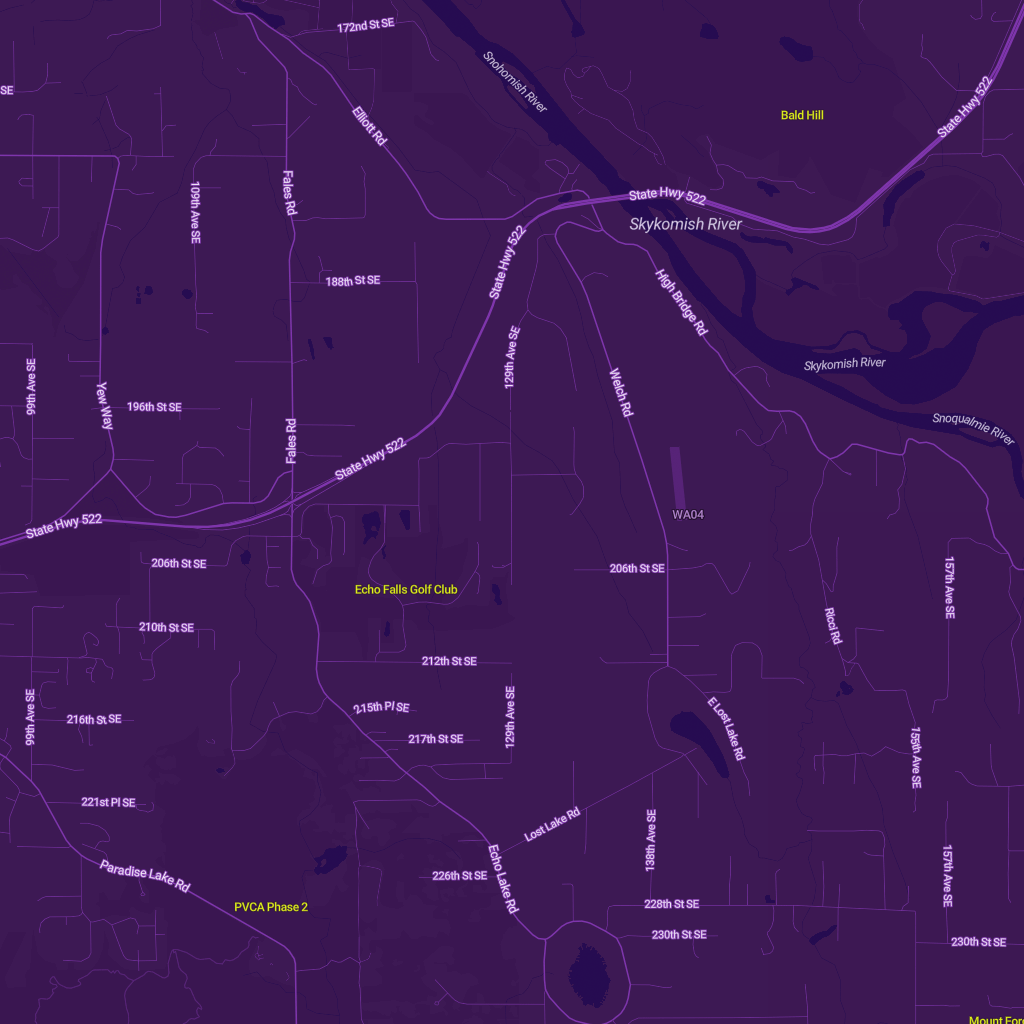 172nd St SE
Snohomish River
SE
State Hwy 522
Bald Hill
Elliott Rd
Fales Rd
109th Ave SE
State Hwy 522
Skykomish River
State Hwy 522
188th St SE
High Bridge Rd
129th Ave SE
99th Ave SE
Skykomish River
Welch Rd
Yew Way
196th St SE
Fales Rd
Snoqualmie River
State Hwy 522
WA04
State Hwy 522
206th St SE
206th St SE
157th Ave SE
Echo Falls Golf Club
210th St SE
Ricci Rd
212th St SE
215th Pl SE
99th Ave SE
216th St SE
129th Ave SE
E Lost Lake Rd
217th St SE
155th Ave SE
221st Pl SE
Lost Lake Rd
138th Ave SE
Paradise Lake Rd
226th St SE
Echo Lake Rd
157th Ave SE
PVCA Phase 2
228th St SE
230th St SE
230th St SE